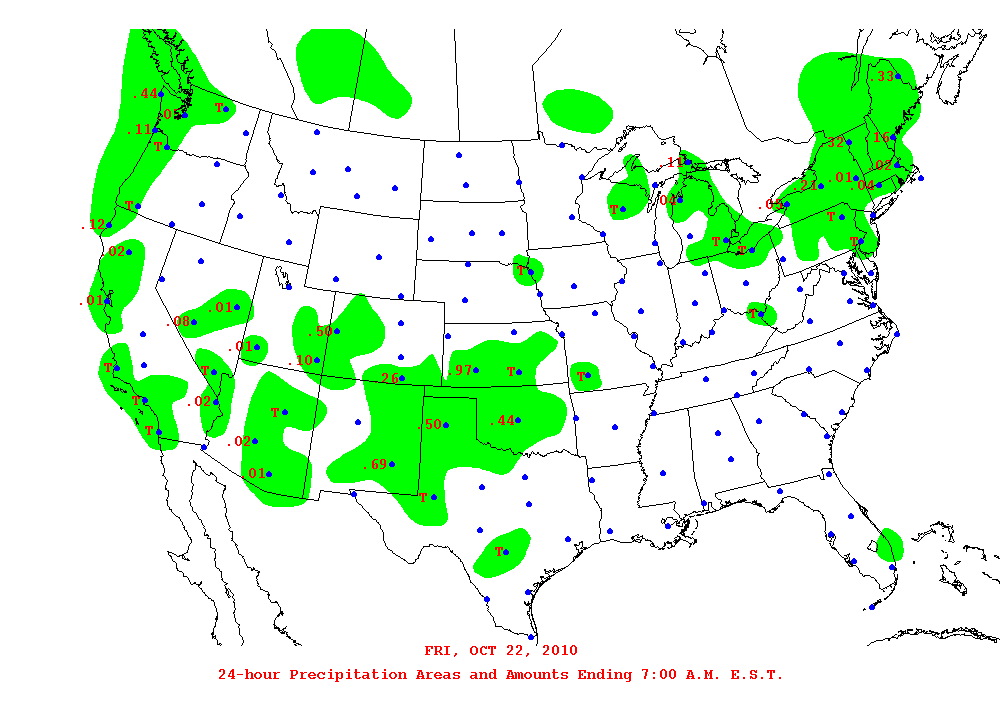 .33
.44
T
.05
.11
T
.16
.32
.11
.02
.01
.21
.04
.04
.05
T
T
T
.12
T
T
T
.02
T
.01
.01
T
.08
.50
.01
.10
T
T
.97
T
T
.26
.02
T
T
.50
.44
T
.02
.69
.01
T
T
FRI, OCT 22, 2010
24-hour Precipitation Areas and Amounts Ending 7:00 A.M. E.S.T.